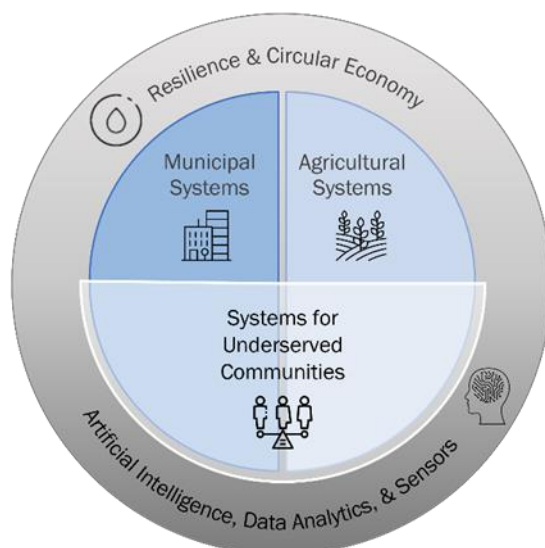 Resilience & Circular Economy
Municipal
Systems
Agricultural
Systems
Systems for
Underserved
Communities
Artificial Intelligence, Data Analytics, & Sensors